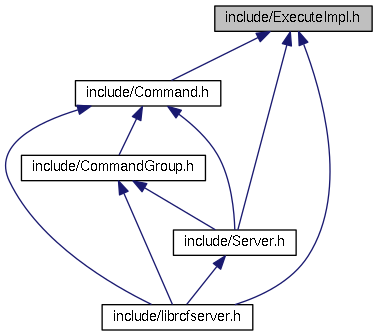 include/ExecuteImpl.h
include/Command.h
include/CommandGroup.h
include/Server.h
include/librcfserver.h